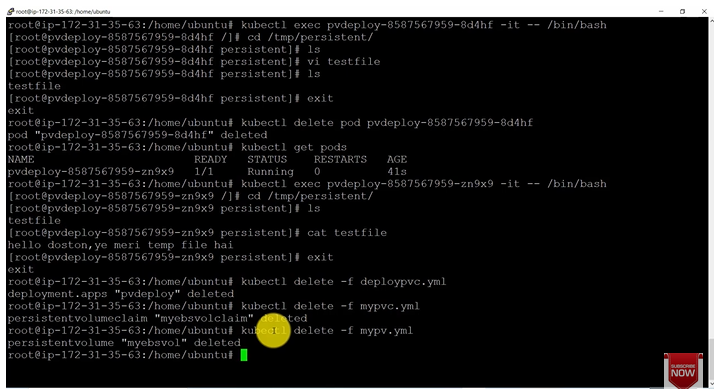 root@ip-172-31-35-63: /home/ubuntu
root@ip-172-31-35-63:/home/ubuntu# kubectl exec pvdeploy-8587567959-8d4hf -it -- /bin/bash
[root@pvdeploy-8587567959-8d4hf /]# cd /tmp/persistent/
[root@pvdeploy-8587567959-8d4hf persistent]# ls
[root@pvdeploy-8587567959-8d4hf persistent]# vi testfile
[root@pvdeploy-8587567959-8d4hf persistent]# ls
testfile
[root@pvdeploy-8587567959-8d4hf persistent]# exit
exit
root@ip-172-31-35-63:/home/ubuntu# kubectl delete pod pvdeploy-8587567959-8d4hf
pod "pvdeploy-8587567959-8d4hf" deleted
root@ip-172-31-35-63:/home/ubuntu# kubectl get pods
NAME READY STATUS RESTARTS AGE
pvdeploy-8587567959-zn9x9 1/1 Running 0 41s
root@ip-172-31-35-63:/home/ubuntu# kubectl exec pvdeploy-8587567959-zn9x9 -it -- /bin/bash
[root@pvdeploy-8587567959-zn9x9 /]# cd /tmp/persistent/
[root@pvdeploy-8587567959-zn9x9 persistent]# ls
testfile
[root@pvdeploy-8587567959-zn9x9 persistent]# cat testfile
hello doston,ye meri temp file hai
[root@pvdeploy-8587567959-zn9x9 persistent]# exit
exit
root@ip-172-31-35-63:/home/ubuntu# kubectl delete -f deploypvc.yml
deployment.apps "pvdeploy" deleted
root@ip-172-31-35-63:/home/ubuntu# kubectl delete -f mypvc.yml
persistentvolumeclaim "myebsvolclaim" deleted
root@ip-172-31-35-63:/home/ubuntu# kubectl delete -f mypv.yml
persistentvolume "myebsvol" deleted
root@ip-172-31-35-63:/home/ubuntu#
SUBSCRIBE
NOW